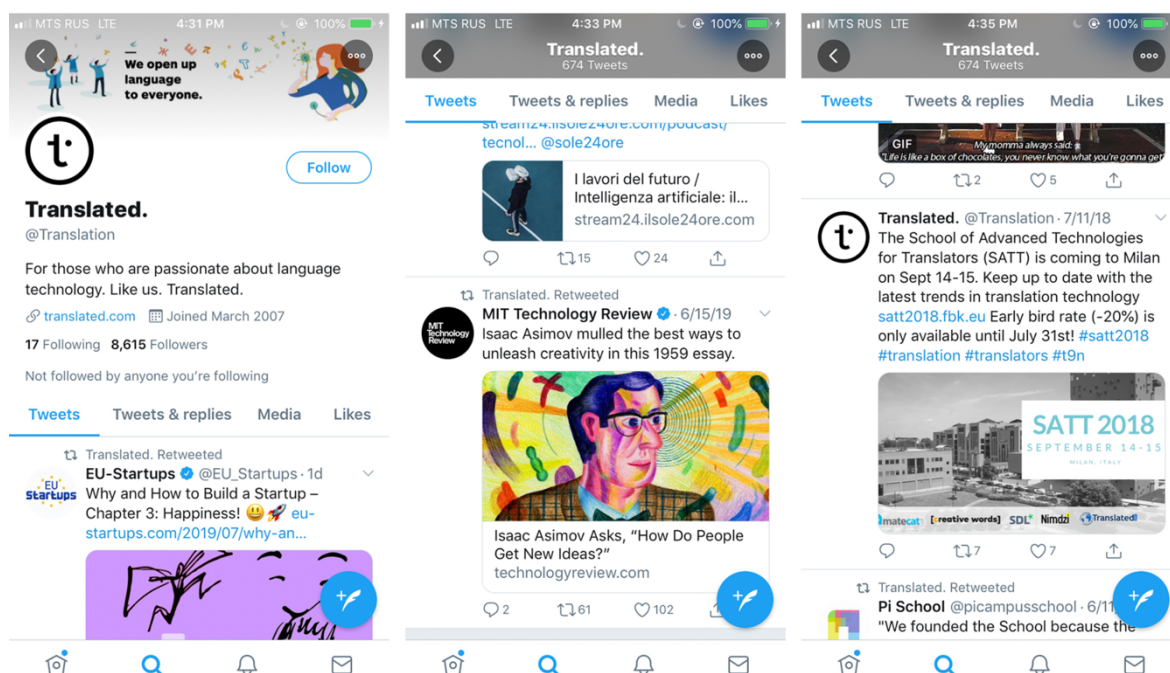 MTS RUS LTE 4:31 PM 100%
We open up
language
to everyone.
t
Follow
Translated.
@Translation
For those who are passionate about language
technology. Like us. Translated.
translated.com Joined March 2007
17 Following 8,615 Followers
Not followed by anyone you're following
Tweets Tweets & replies Media Likes
Translated. Retweeted
EU-Startups @EU_Startups · 1d
EU
Startups
Why and How to Build a Startup –
Chapter 3: Happiness! 😃🚀 eu-
startups.com/2019/07/why-an...
MTS RUS LTE 4:33 PM 100%
Translated.
674 Tweets
Tweets Tweets & replies Media Likes
stream24.ilsole24ore.com/podcast/
tecnol... @sole24ore
I lavori del futuro /
Intelligenza artificiale: il...
stream24.ilsole24ore.com
15 24
Translated. Retweeted
MIT Technology Review · 6/15/19
MIT
Technology
Review
Isaac Asimov mulled the best ways to
unleash creativity in this 1959 essay.
Isaac Asimov Asks, "How Do People
Get New Ideas?"
technologyreview.com
2 61 102
MTS RUS LTE 4:35 PM 100%
Translated.
674 Tweets
Tweets Tweets & replies Media Likes
GIF
My momma always said:
"Life is like a box of chocolates, you never know what you're gonna get"
2 5
t
Translated. @Translation · 7/11/18
The School of Advanced Technologies
for Translators (SATT) is coming to Milan
on Sept 14-15. Keep up to date with the
latest trends in translation technology
satt2018.fbk.eu Early bird rate (-20%) is
only available until July 31st! #satt2018
#translation #translators #t9n
SATT 2018
SEPTEMBER 14-15
MILAN, ITALY
matecat [creative words] SDL* Nimdzi Translated
7 7
Translated. Retweeted
Pi School @picampusschool · 6/11
"We founded the School because the